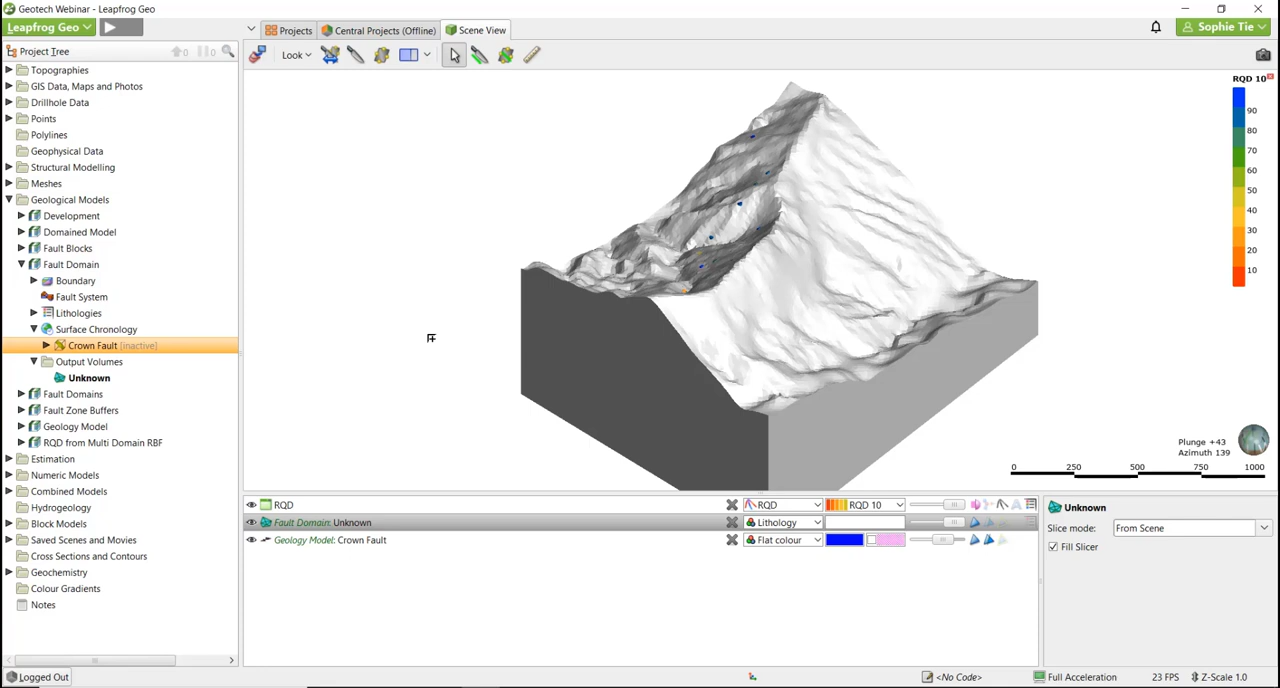 Geotech Webinar - Leapfrog Geo
Leapfrog Geo
Projects
Central Projects (Offline)
Scene View
Sophie Tie
Project Tree
0
0
Look
Topographies
GIS Data, Maps and Photos
Drillhole Data
Points
Polylines
Geophysical Data
Structural Modelling
Meshes
Geological Models
Development
Domained Model
Fault Blocks
Fault Domain
Boundary
Fault System
Lithologies
Surface Chronology
Crown Fault [inactive]
Output Volumes
Unknown
Fault Domains
Fault Zone Buffers
Geology Model
RQD from Multi Domain RBF
Estimation
Numeric Models
Combined Models
Hydrogeology
Block Models
Saved Scenes and Movies
Cross Sections and Contours
Geochemistry
Colour Gradients
Notes
Logged Out
RQD 10
90
80
70
60
50
40
30
20
10
Plunge +43
Azimuth 139
0 250 500 750 1000
RQD RQD RQD 10
Fault Domain: Unknown Lithology
Geology Model: Crown Fault Flat colour
Unknown
Slice mode: From Scene
Fill Slicer
<No Code>
Full Acceleration
23 FPS
Z-Scale 1.0